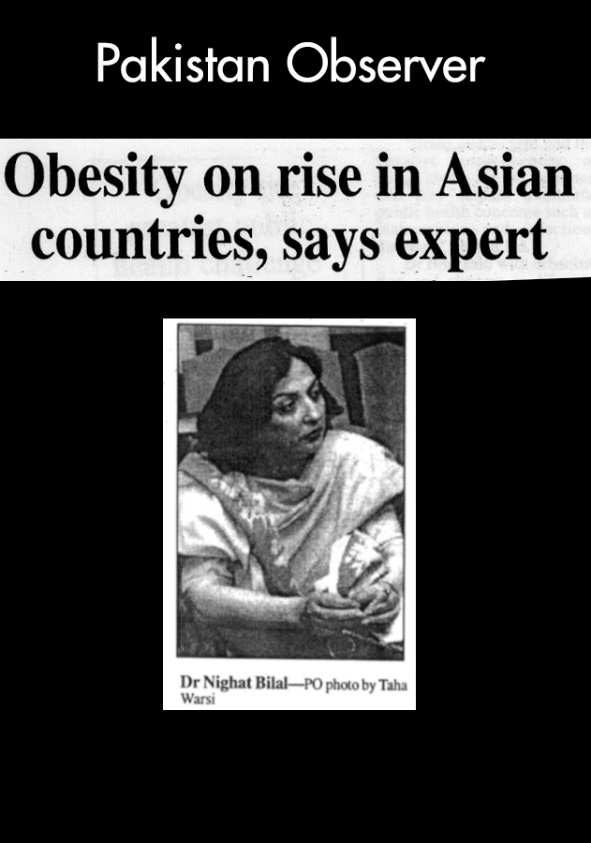 Pakistan Observer
Obesity on rise in Asian
countries, says expert
Dr Nighat Bilal—PO photo by Taha
Warsi